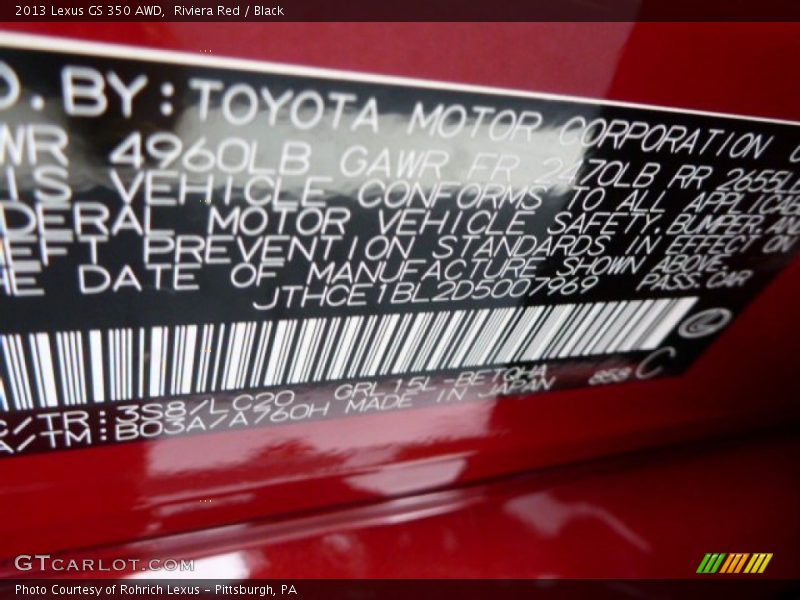 2013 Lexus GS 350 AWD, Riviera Red / Black
D. BY: TOYOTA MOTOR CORPORATION
WR 4960LB GAWR FR 2470LB RR 2655LB
IS VEHICLE CONFORMS TO ALL APPLICAB
DERAL MOTOR VEHICLE SAFETY, BUMPER, AND
EFT PREVENTION STANDARDS IN EFFECT ON
HE DATE OF MANUFACTURE SHOWN ABOVE.
JTHCE1BL2D5007969 PASS. CAR
C/TR: 3S8/LC20 GRL15L-BETQHA 858 C
A/TM: B03A/A760H MADE IN JAPAN
GTCARLOT.COM
Photo Courtesy of Rohrich Lexus - Pittsburgh, PA